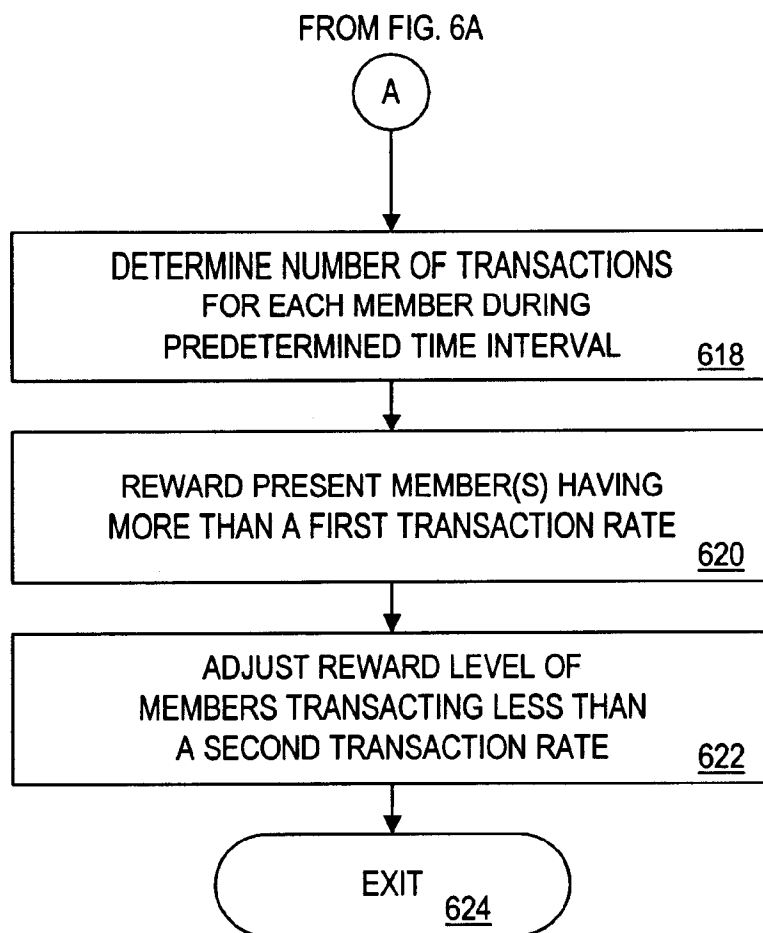 FROM FIG. 6A
A
DETERMINE NUMBER OF TRANSACTIONS
FOR EACH MEMBER DURING
PREDETERMINED TIME INTERVAL
618
REWARD PRESENT MEMBER(S) HAVING
MORE THAN A FIRST TRANSACTION RATE
620
ADJUST REWARD LEVEL OF
MEMBERS TRANSACTING LESS THAN
A SECOND TRANSACTION RATE
622
EXIT
624